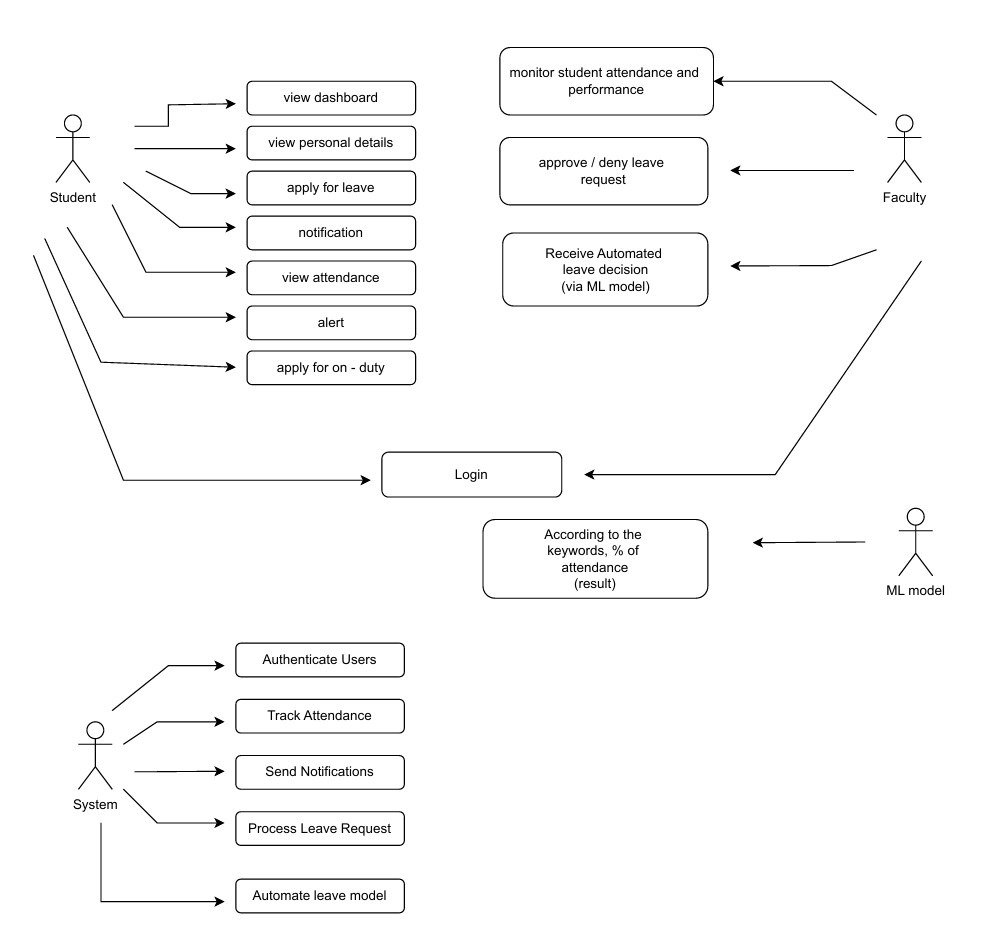 Student
view dashboard
view personal details
apply for leave
notification
view attendance
alert
apply for on - duty
monitor student attendance and
performance
approve / deny leave
request
Receive Automated
leave decision
(via ML model)
Faculty
Login
According to the
keywords, % of
attendance
(result)
ML model
System
Authenticate Users
Track Attendance
Send Notifications
Process Leave Request
Automate leave model